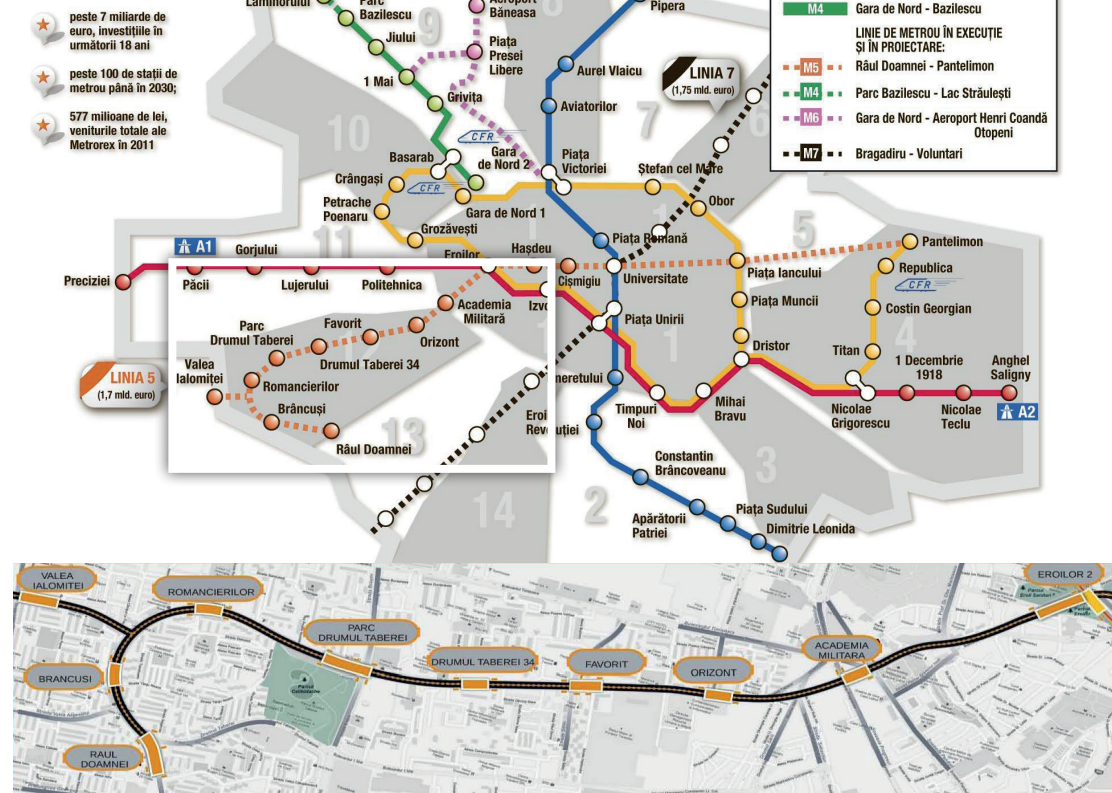 peste 7 miliarde de
euro, investițiile în
următorii 18 ani
peste 100 de stații de
metrou până în 2030;
577 milioane de lei,
veniturile totale ale
Metrorex în 2011
Laminorului
Parc
Bazilescu
Jiului
1 Mai
Grivița
Aeroport
Băneasa
Piața
Presei
Libere
Pipera
Aurel Vlaicu
Aviatorilor
LINIA 7
(1,75 mld. euro)
M4 Gara de Nord - Bazilescu
LINIE DE METROU ÎN EXECUȚIE
ȘI ÎN PROIECTARE:
M5 Râul Doamnei - Pantelimon
M4 Parc Bazilescu - Lac Străulești
M6 Gara de Nord - Aeroport Henri Coandă
Otopeni
M7 Bragadiru - Voluntari
9
8
7
6
10
11
1
1
5
12
1
1
4
13
14
2
3
CFR
Gara
de Nord 2
Basarab
CFR
Crângași
Petrache
Poenaru
Gara de Nord 1
Grozăvești
Eroilor
Hașdeu
Piața
Victoriei
Ștefan cel Mare
Obor
Piața Romană
Cișmigiu
Universitate
Piața Iancului
Pantelimon
Republica
CFR
Costin Georgian
Piața Muncii
Titan
Dristor
1 Decembrie
1918
Anghel
Saligny
A2
Nicolae
Grigorescu
Nicolae
Teclu
A1
Gorjului
Preciziei
Păcii
Lujerului
Politehnica
Izvo
Piața Unirii
Academia
Militară
Favorit
Orizont
Parc
Drumul Taberei
Drumul Taberei 34
Valea
Ialomiței
Romancierilor
Brâncuși
Râul Doamnei
LINIA 5
(1,7 mld. euro)
neretului
Eroi
Revoluției
Timpuri
Noi
Mihai
Bravu
Constantin
Brâncoveanu
Apărătorii
Patriei
Piața Sudului
Dimitrie Leonida
VALEA
IALOMITEI
ROMANCIERILOR
BRANCUSI
RAUL
DOAMNEI
PARC
DRUMUL TABEREI
DRUMUL TABEREI 34
FAVORIT
ORIZONT
ACADEMIA
MILITARA
EROILOR 2